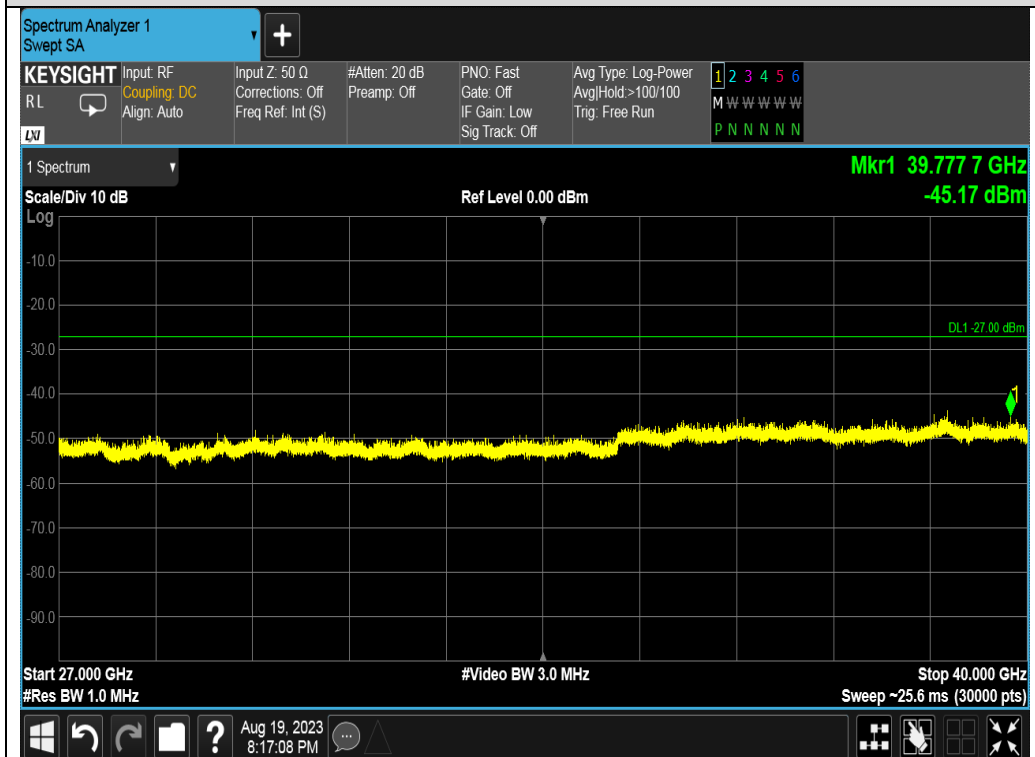 Spectrum Analyzer 1
Swept SA
+
KEYSIGHT
RL
LXI
Input: RF
Coupling: DC
Align: Auto
Input Z: 50 Ω
Corrections: Off
Freq Ref: Int (S)
#Atten: 20 dB
Preamp: Off
PNO: Fast
Gate: Off
IF Gain: Low
Sig Track: Off
Avg Type: Log-Power
Avg|Hold:>100/100
Trig: Free Run
1 2 3 4 5 6
M W W W W W
P N N N N N
1 Spectrum
Mkr1 39.777 7 GHz
-45.17 dBm
Scale/Div 10 dB
Ref Level 0.00 dBm
Log
-10.0
-20.0
DL1 -27.00 dBm
-30.0
-40.0
1
-50.0
-60.0
-70.0
-80.0
-90.0
Start 27.000 GHz
#Video BW 3.0 MHz
Stop 40.000 GHz
#Res BW 1.0 MHz
Sweep ~25.6 ms (30000 pts)
?
Aug 19, 2023
8:17:08 PM